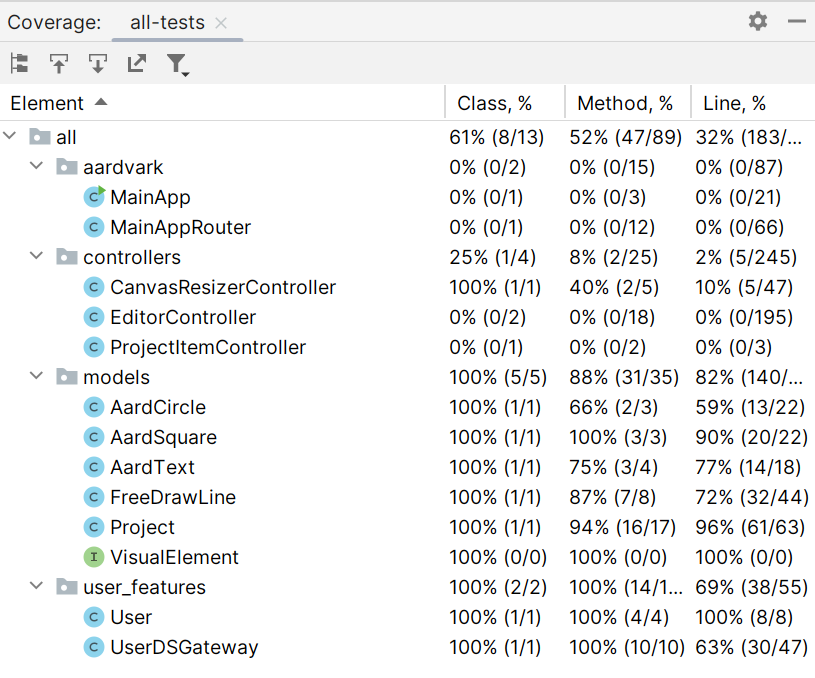 Coverage: all-tests
Element Class, % Method, % Line, %
all 61% (8/13) 52% (47/89) 32% (183/...
aardvark 0% (0/2) 0% (0/15) 0% (0/87)
C MainApp 0% (0/1) 0% (0/3) 0% (0/21)
C MainAppRouter 0% (0/1) 0% (0/12) 0% (0/66)
controllers 25% (1/4) 8% (2/25) 2% (5/245)
C CanvasResizerController 100% (1/1) 40% (2/5) 10% (5/47)
C EditorController 0% (0/2) 0% (0/18) 0% (0/195)
C ProjectItemController 0% (0/1) 0% (0/2) 0% (0/3)
models 100% (5/5) 88% (31/35) 82% (140/...
C AardCircle 100% (1/1) 66% (2/3) 59% (13/22)
C AardSquare 100% (1/1) 100% (3/3) 90% (20/22)
C AardText 100% (1/1) 75% (3/4) 77% (14/18)
C FreeDrawLine 100% (1/1) 87% (7/8) 72% (32/44)
C Project 100% (1/1) 94% (16/17) 96% (61/63)
I VisualElement 100% (0/0) 100% (0/0) 100% (0/0)
user_features 100% (2/2) 100% (14/1... 69% (38/55)
C User 100% (1/1) 100% (4/4) 100% (8/8)
C UserDSGateway 100% (1/1) 100% (10/10) 63% (30/47)